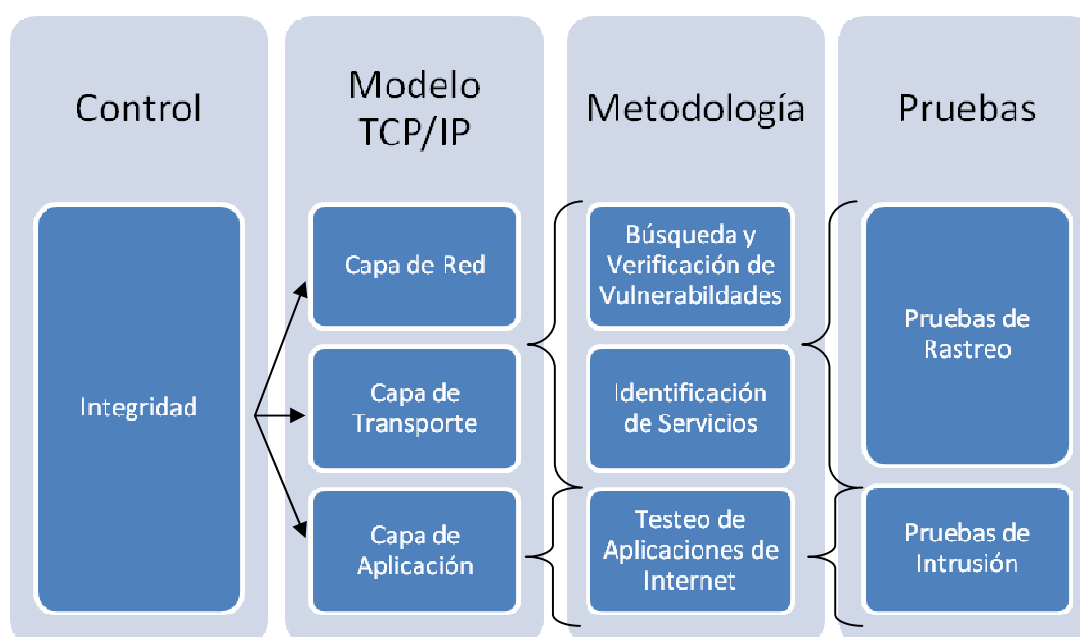 Control
Modelo
TCP/IP
Metodología
Pruebas
Integridad
Capa de Red
Capa de
Transporte
Capa de
Aplicación
Búsqueda y
Verificación de
Vulnerabildades
Identificación
de Servicios
Testeo de
Aplicaciones de
Internet
Pruebas de
Rastreo
Pruebas de
Intrusión